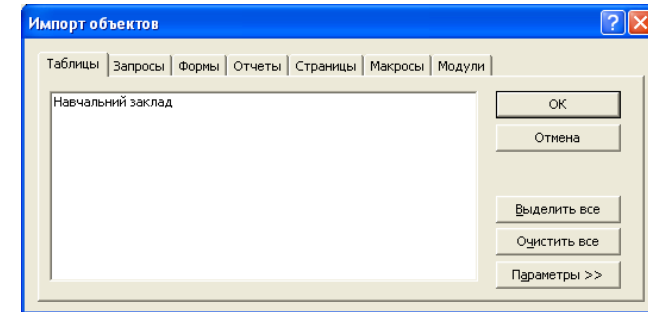 Импорт объектов
Таблицы Запросы Формы Отчеты Страницы Макросы Модули
Навчальний заклад
ОК
Отмена
Выделить все
Очистить все
Параметры >>